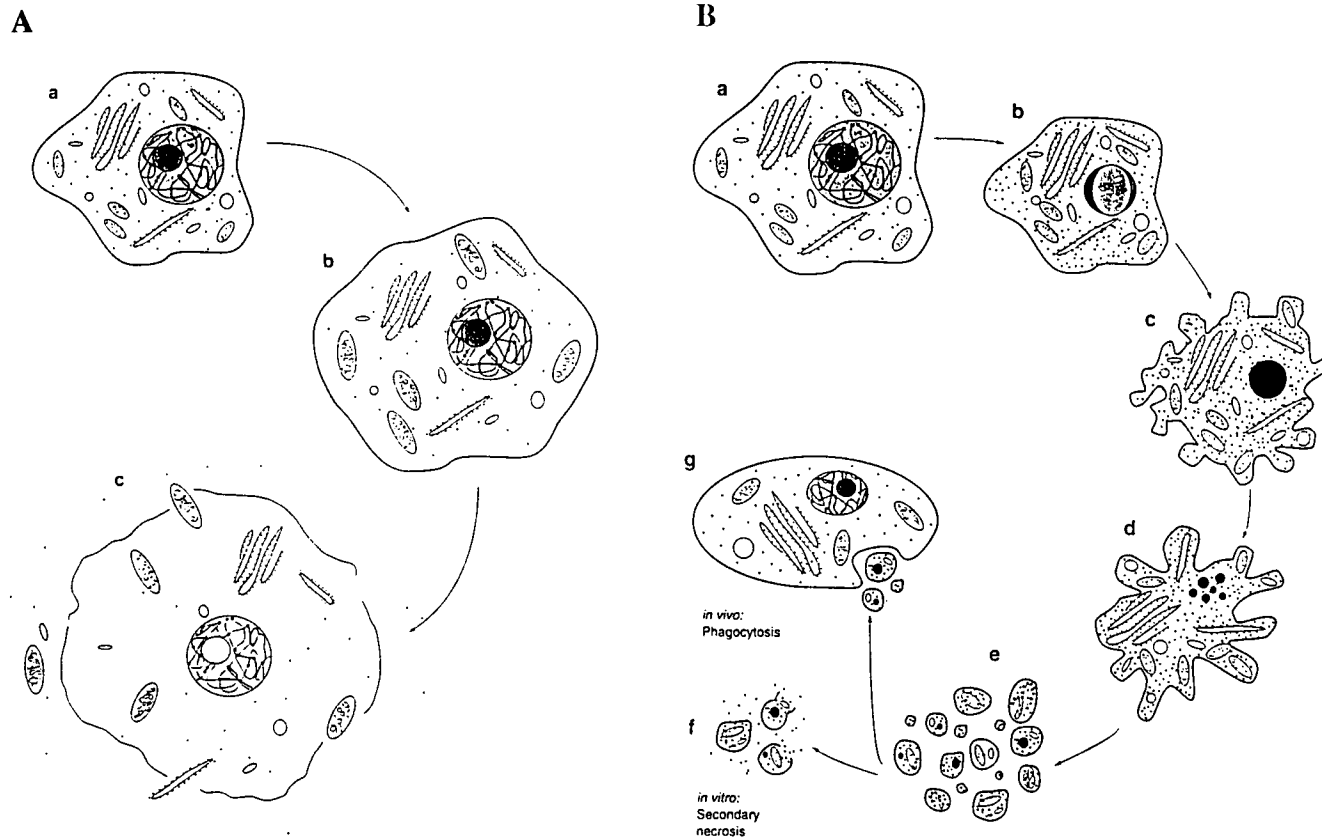 A
a
b
c
B
a
b
c
d
e
f
g
in vivo:
Phagocytosis
in vitro:
Secondary
necrosis